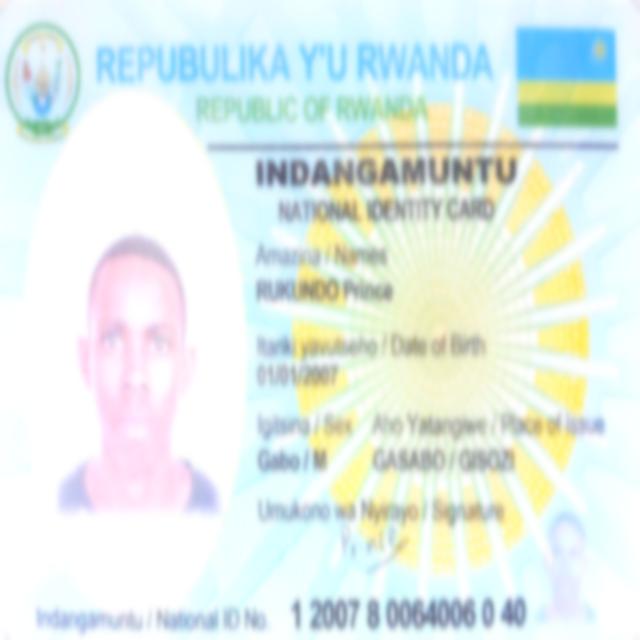 REPUBULIKA Y'U RWANDA
REPUBLIC OF RWANDA
INDANGAMUNTU
NATIONAL IDENTITY CARD
Amazina / Names
RUKUNDO Prince
Itariki yavutseho / Date of Birth
01/01/2007
Igitsina / Sex Aho Yatangiwe / Place of Issue
Gabo / M GASABO / GISOZI
Umukono wa Nyirayo / Signature
Indangamuntu / National ID No. 1 2007 8 0064006 0 40